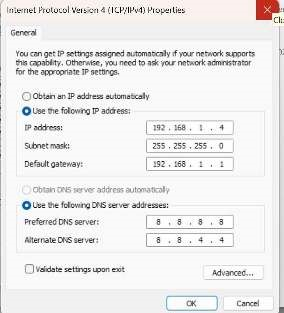 Internet Protocol Version 4 (TCP/IPv4) Properties
General
You can get IP settings assigned automatically if your network supports
this capability. Otherwise, you need to ask your network administrator
for the appropriate IP settings.
Obtain an IP address automatically
Use the following IP address:
IP address: 192 . 168 . 1 . 4
Subnet mask: 255 . 255 . 255 . 0
Default gateway: 192 . 168 . 1 . 1
Obtain DNS server address automatically
Use the following DNS server addresses:
Preferred DNS server: 8 . 8 . 8 . 8
Alternate DNS server: 8 . 8 . 4 . 4
Validate settings upon exit
Advanced...
OK Cancel